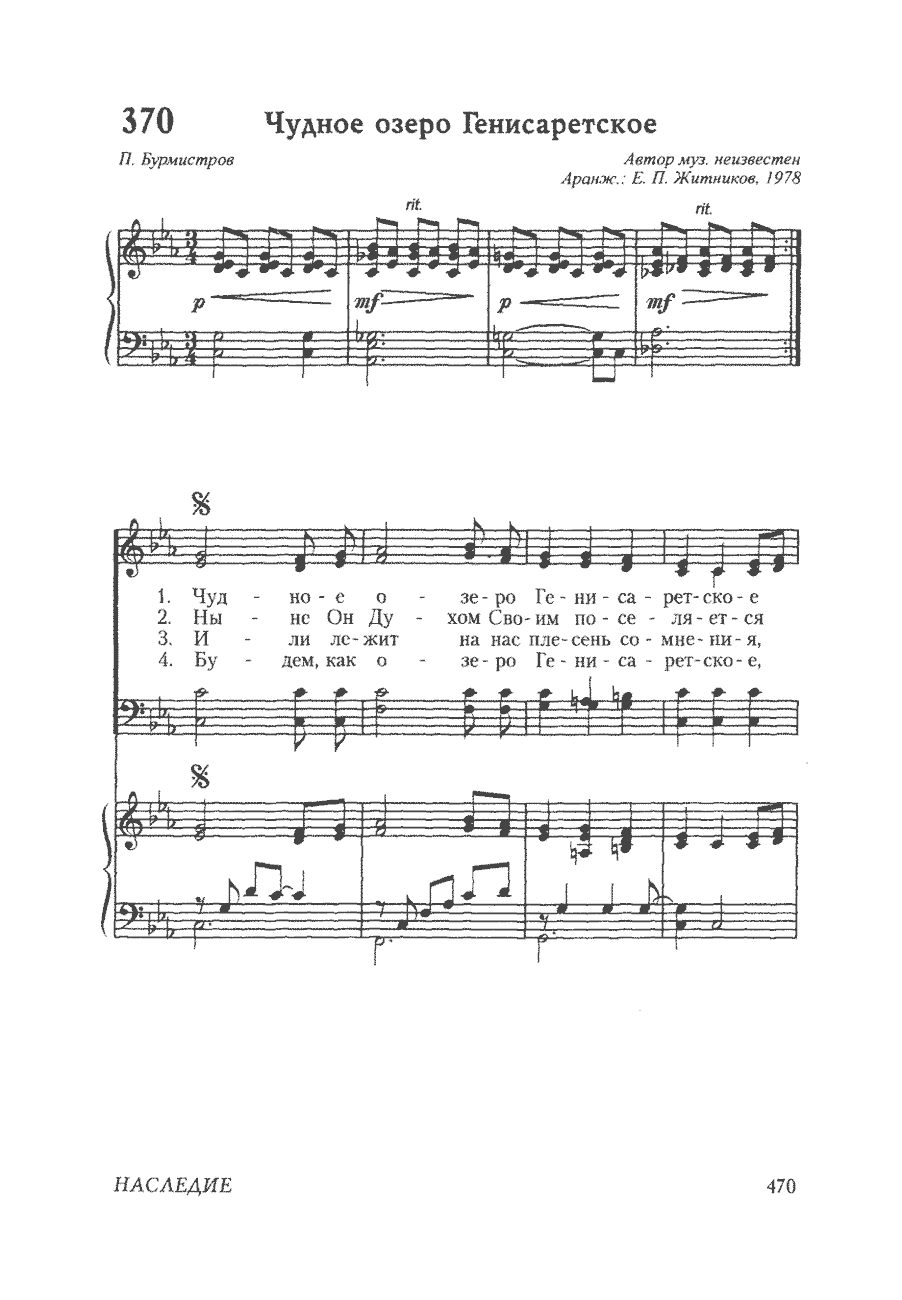 370 Чудное озеро Генисаретское
П. Бурмистров
Автор муз. неизвестен
Аранж.: Е. П. Житников, 1978
rit. rit.
p mf p mf
1. Чуд - но - е о - зе - ро Ге - ни - са - рет - ско - е
2. Ны - не Он Ду - хом Сво - им по - се - ля - ет - ся
3. И - ли ле - жит на нас пле - сень со - мне - ни - я,
4. Бу - дем, как о - зе - ро Ге - ни - са - рет - ско - е,
НАСЛЕДИЕ 470